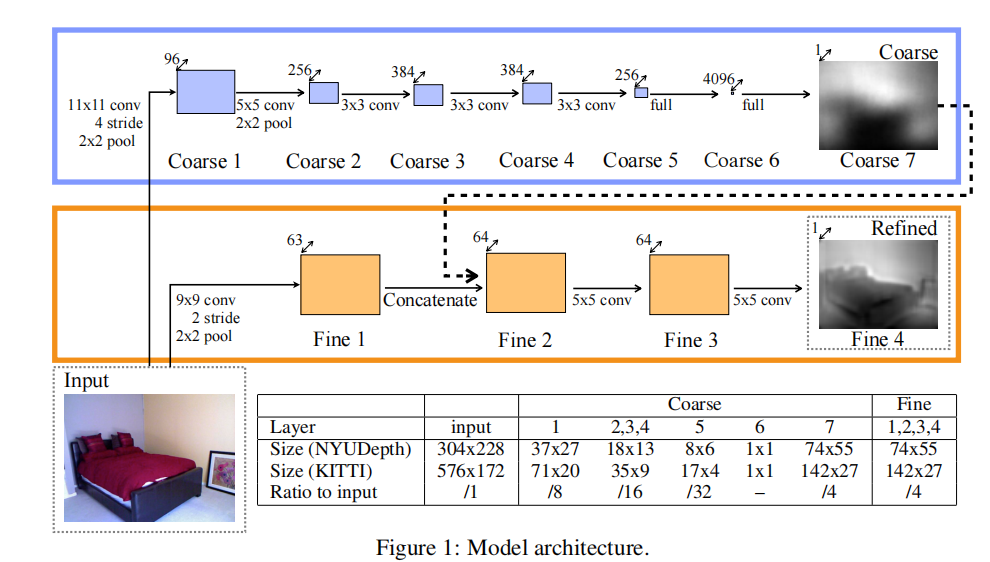 96
256
384
384
256
4096
1
Coarse
11x11 conv
4 stride
2x2 pool
5x5 conv
2x2 pool
3x3 conv
3x3 conv
3x3 conv
full
full
Coarse 1
Coarse 2
Coarse 3
Coarse 4
Coarse 5
Coarse 6
Coarse 7
63
64
64
1
Refined
9x9 conv
2 stride
2x2 pool
Concatenate
5x5 conv
5x5 conv
Fine 1
Fine 2
Fine 3
Fine 4
Input
Coarse Fine
Layer input 1 2,3,4 5 6 7 1,2,3,4
Size (NYUDepth) 304x228 37x27 18x13 8x6 1x1 74x55 74x55
Size (KITTI) 576x172 71x20 35x9 17x4 1x1 142x27 142x27
Ratio to input /1 /8 /16 /32 – /4 /4
Figure 1: Model architecture.